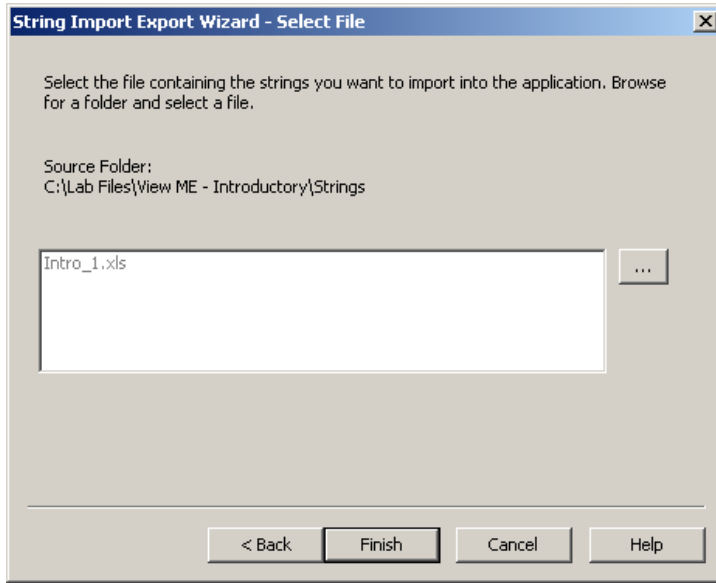 String Import Export Wizard - Select File
Select the file containing the strings you want to import into the application. Browse
for a folder and select a file.
Source Folder:
C:\Lab Files\View ME - Introductory\Strings
Intro_1.xls
...
< Back
Finish
Cancel
Help